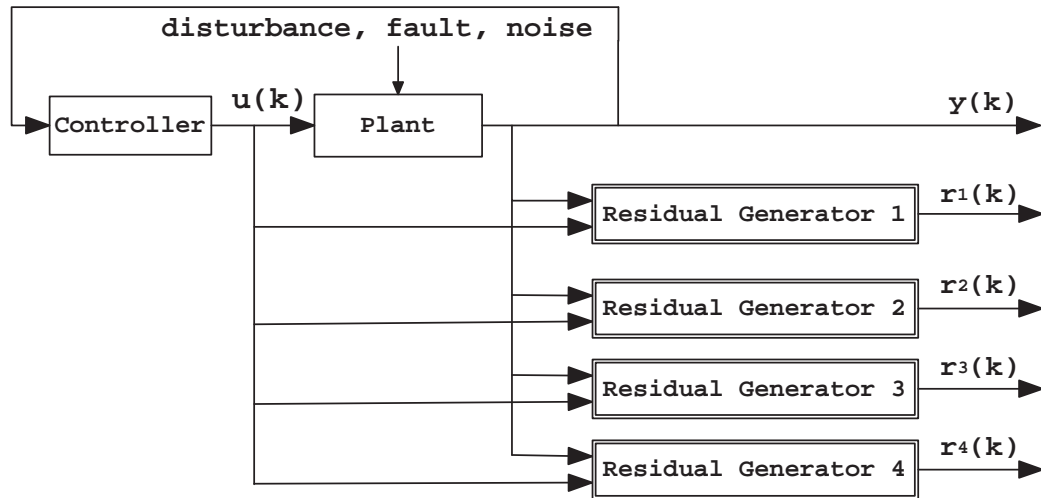 disturbance, fault, noise
u(k)
y(k)
Controller
Plant
r1(k)
Residual Generator 1
r2(k)
Residual Generator 2
r3(k)
Residual Generator 3
r4(k)
Residual Generator 4